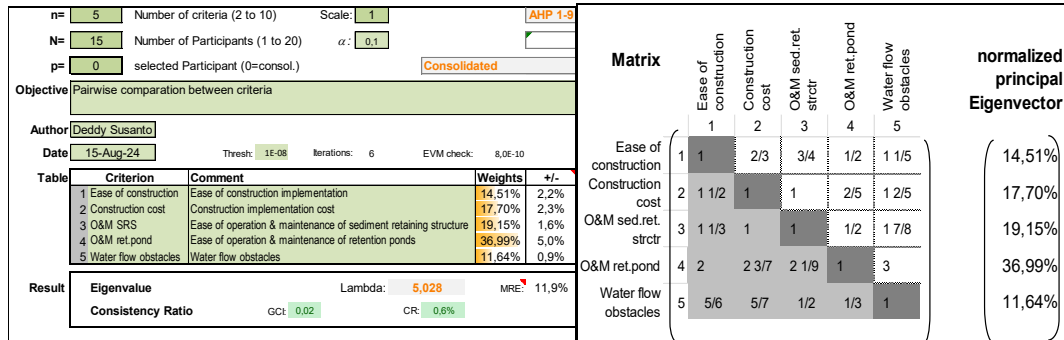 n= 5 Number of criteria (2 to 10) Scale: 1 AHP 1-9
N= 15 Number of Participants (1 to 20) α: 0,1
p= 0 selected Participant (0=consol.) Consolidated
Objective Pairwise comparation between criteria
Author Deddy Susanto
Date 15-Aug-24 Thresh: 1E-08 Iterations: 6 EVM check: 8,0E-10
Table Criterion Comment Weights +/-
1 Ease of construction Ease of construction implementation 14,51% 2,2%
2 Construction cost Construction implementation cost 17,70% 2,3%
3 O&M SRS Ease of operation & maintenance of sediment retaining structure 19,15% 1,6%
4 O&M ret.pond Ease of operation & maintenance of retention ponds 36,99% 5,0%
5 Water flow obstacles Water flow obstacles 11,64% 0,9%
Result Eigenvalue Lambda: 5,028 MRE: 11,9%
Consistency Ratio GCI: 0,02 CR: 0,6%
Matrix
Ease of construction
Construction cost
O&M sed.ret. strctr
O&M ret.pond
Water flow obstacles
normalized
principal
Eigenvector
1 2 3 4 5
Ease of
construction 1 1 2/3 3/4 1/2 1 1/5 14,51%
Construction
cost 2 1 1/2 1 1 2/5 1 2/5 17,70%
O&M sed.ret.
strctr 3 1 1/3 1 1 1/2 1 7/8 19,15%
O&M ret.pond 4 2 2 3/7 2 1/9 1 3 36,99%
Water flow
obstacles 5 5/6 5/7 1/2 1/3 1 11,64%